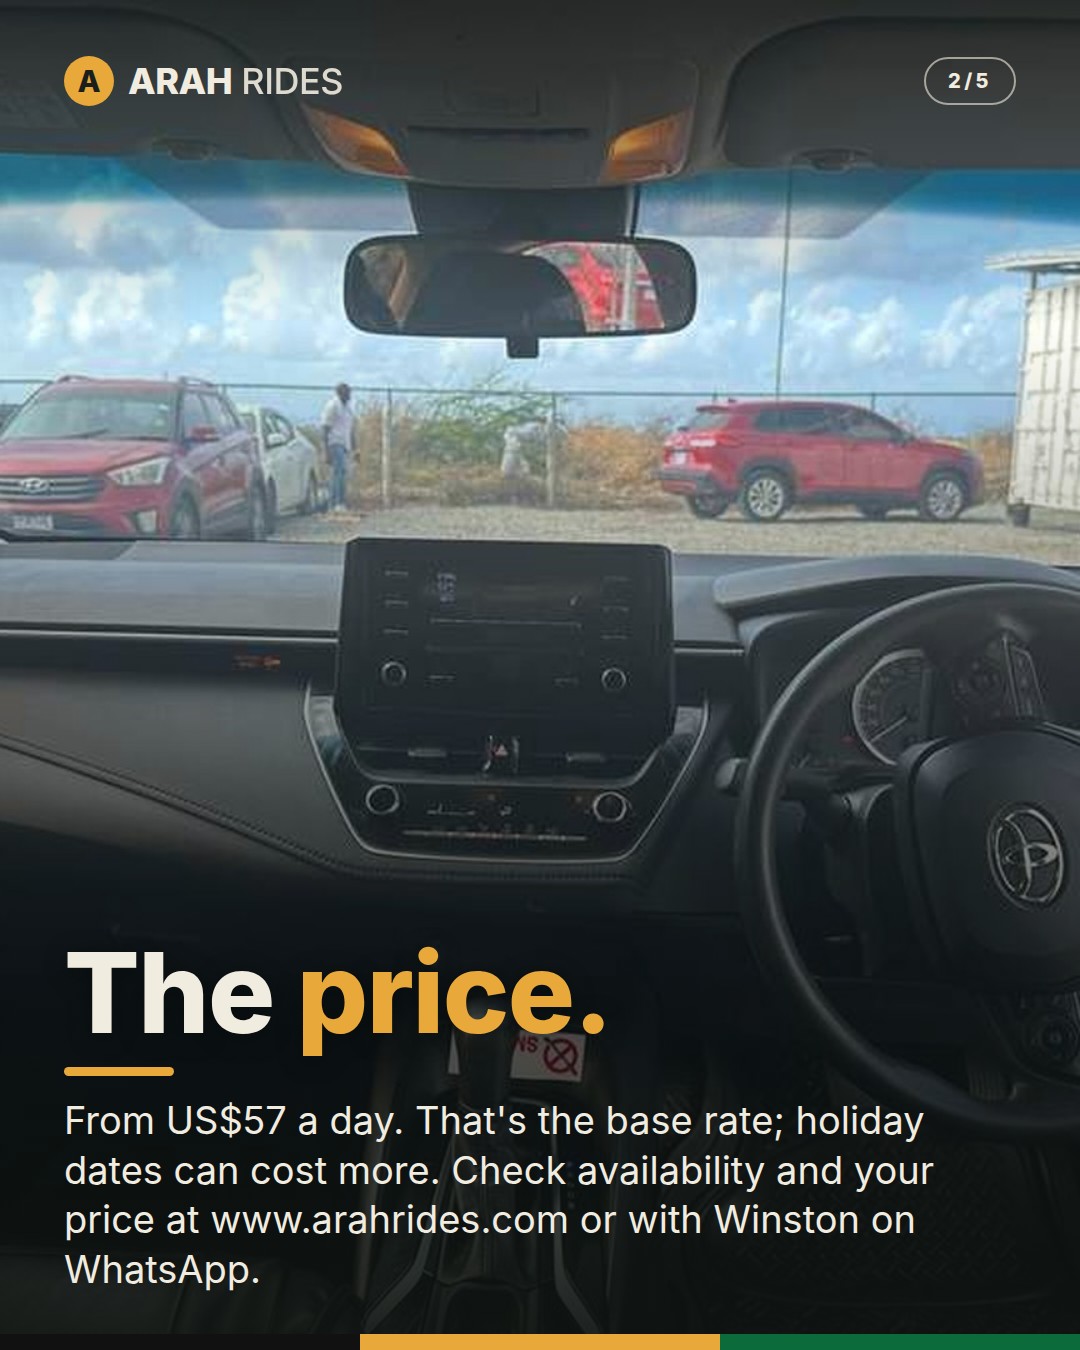 A ARAH RIDES
2/5
The price.
From US$57 a day. That's the base rate; holiday
dates can cost more. Check availability and your
price at www.arahrides.com or with Winston on
WhatsApp.